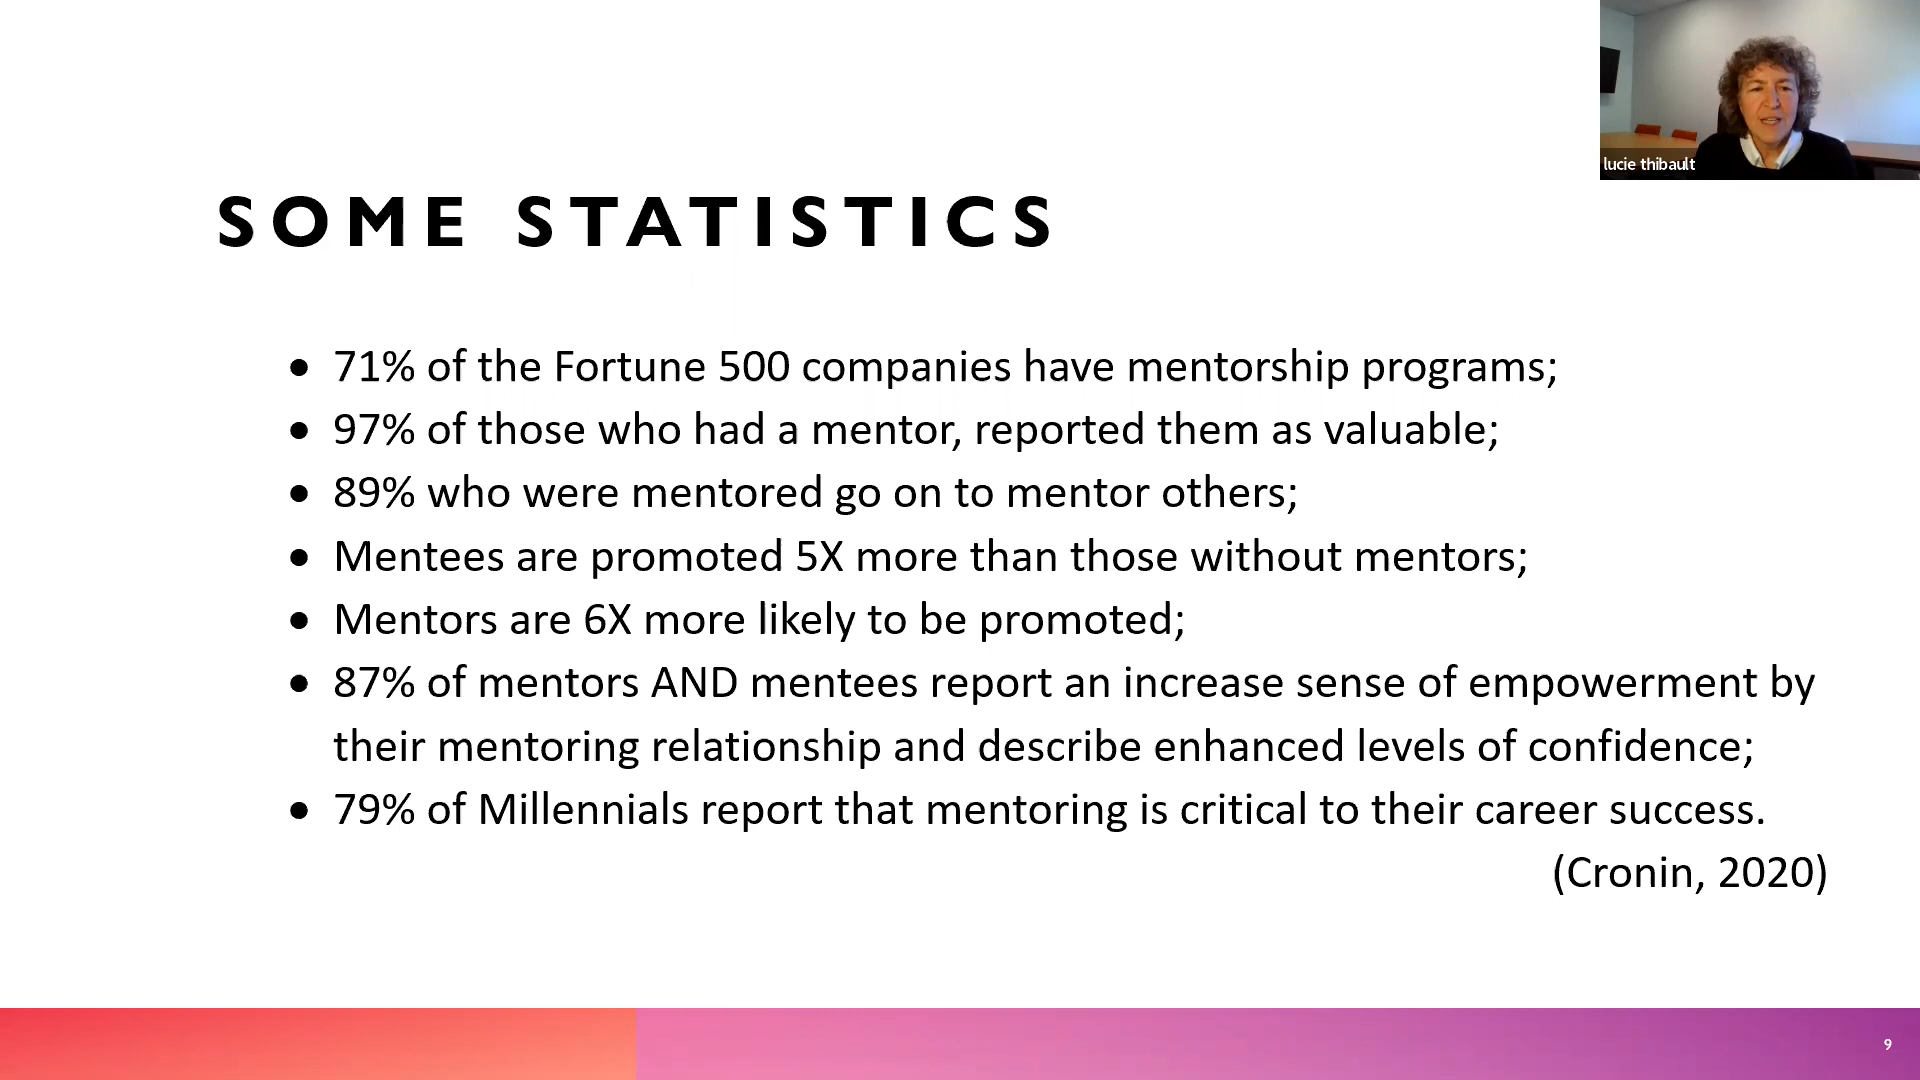 lucie thibault
SOME STATISTICS
• 71% of the Fortune 500 companies have mentorship programs;
• 97% of those who had a mentor, reported them as valuable;
• 89% who were mentored go on to mentor others;
• Mentees are promoted 5X more than those without mentors;
• Mentors are 6X more likely to be promoted;
• 87% of mentors AND mentees report an increase sense of empowerment by
their mentoring relationship and describe enhanced levels of confidence;
• 79% of Millennials report that mentoring is critical to their career success.
(Cronin, 2020)
9